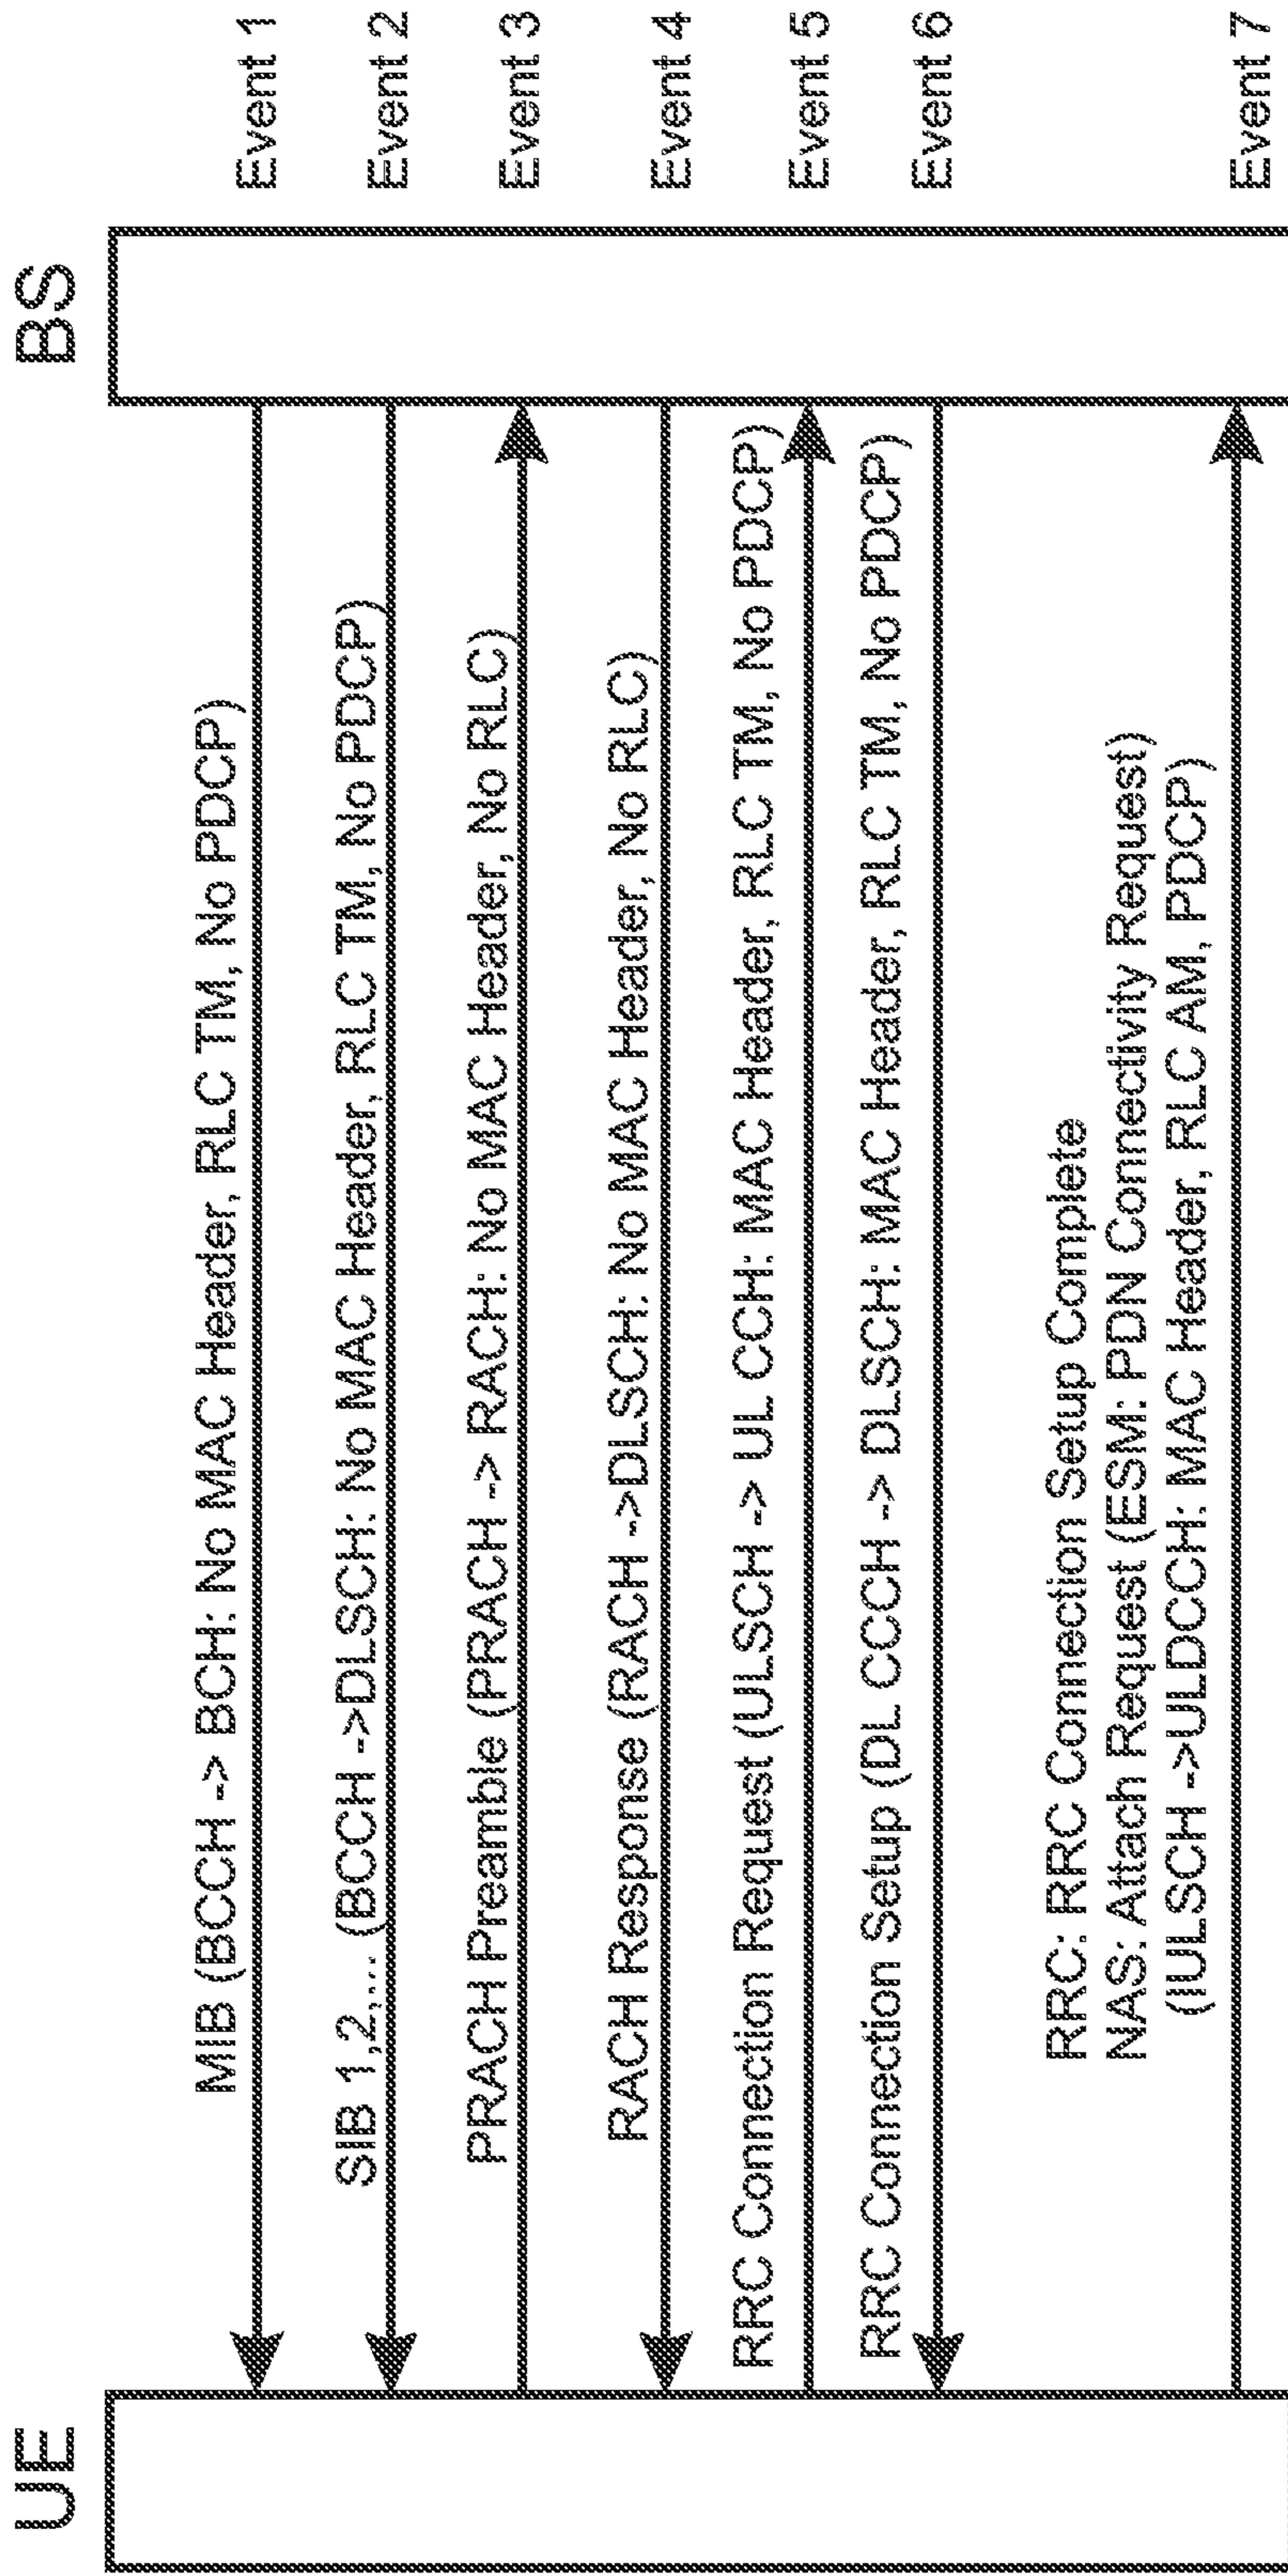 UE
BS
MIB (BCCH -> BCH: No MAC Header, RLC TM, No PDCP)
Event 1
SIB 1,2,... (BCCH ->DLSCH: No MAC Header, RLC TM, No PDCP)
Event 2
PRACH Preamble (PRACH -> RACH: No MAC Header, No RLC)
Event 3
RACH Response (RACH ->DLSCH: No MAC Header, No RLC)
Event 4
RRC Connection Request (ULSCH -> UL CCH: MAC Header, RLC TM, No PDCP)
Event 5
RRC Connection Setup (DL CCCH -> DLSCH: MAC Header, RLC TM, No PDCP)
Event 6
RRC: RRC Connection Setup Complete
NAS: Attach Request (ESM: PDN Connectivity Request)
(IULSCH ->ULDCCH: MAC Header, RLC AM, PDCP)
Event 7